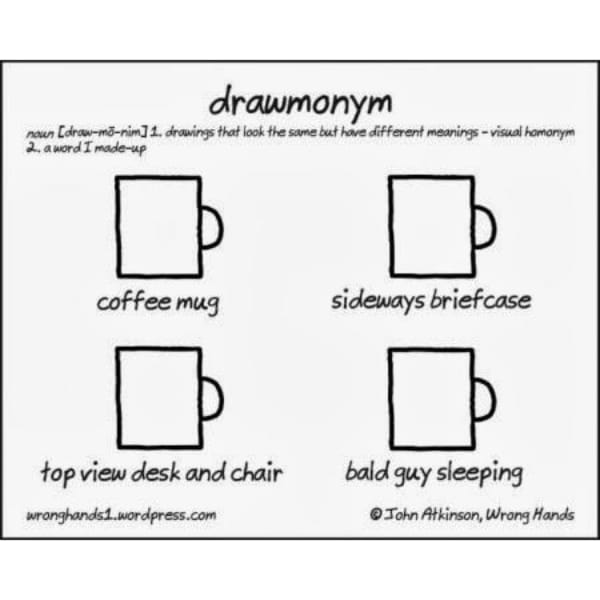 drawmonym
noun [draw-mō-nim] 1. drawings that look the same but have different meanings - visual homonym
2. a word I made-up
coffee mug
sideways briefcase
top view desk and chair
bald guy sleeping
wronghands1.wordpress.com
© John Atkinson, Wrong Hands